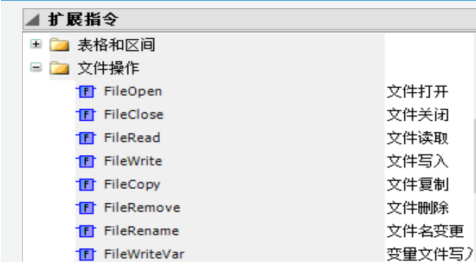 扩展指令
表格和区间
文件操作
FileOpen 文件打开
FileClose 文件关闭
FileRead 文件读取
FileWrite 文件写入
FileCopy 文件复制
FileRemove 文件删除
FileRename 文件名变更
FileWriteVar 变量文件写入